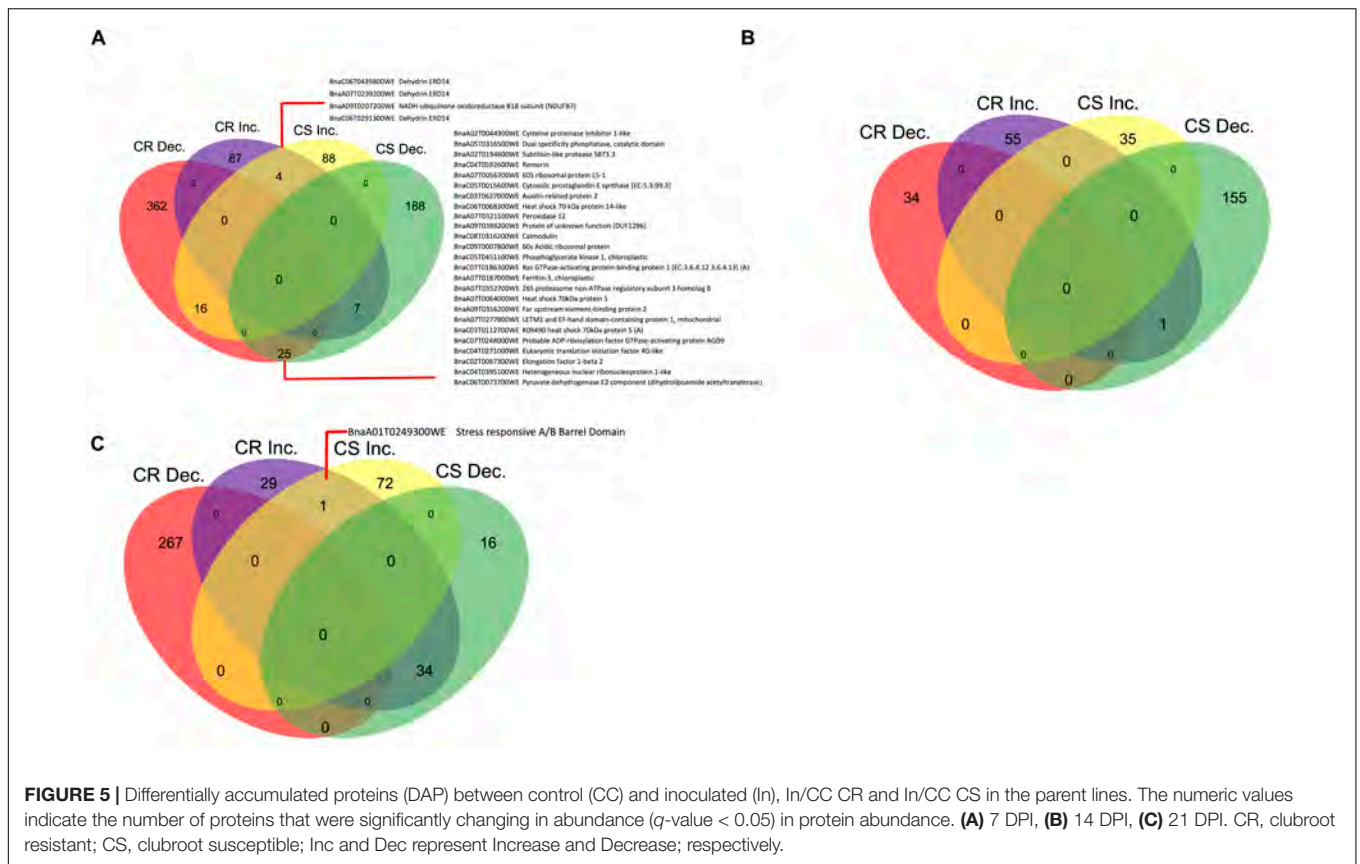 A
BnaC06T0439800WE Dehydrin ERD14
BnaA07T0239200WE Dehydrin ERD14
BnaA09T0207200WE NADH-ubiquinone oxidoreductase B18 subunit (NDUFB7)
BnaC06T0291300WE Dehydrin ERD14
CR Dec.
CR Inc.
CS Inc.
CS Dec.
87
88
0
4
0
362
188
0
0
0
16
7
0
0
25
BnaA02T0044300WE Cysteine proteinase inhibitor 1-like
BnaA05T0316500WE Dual specificity phosphatase, catalytic domain
BnaA02T0194600WE Subtilisin-like protease SBT3.3
BnaC04T0592600WE Remorin
BnaA07T0056700WE 60S ribosomal protein L5-1
BnaC05T0015600WE Cytosolic prostaglandin E synthase [EC:5.3.99.3]
BnaC03T0627000WE Auxilin-related protein 2
BnaC06T0068300WE Heat shock 70 kDa protein 14-like
BnaA07T0321100WE Peroxidase 12
BnaA09T0388200WE Protein of unknown function (DUF1296)
BnaC08T0316200WE Calmodulin
BnaC09T0007800WE 60s Acidic ribosomal protein
BnaC05T0451100WE Phosphoglycerate kinase 1, chloroplastic
BnaC07T0186300WE Ras GTPase-activating protein-binding protein 1 [EC:3.6.4.12 3.6.4.13] (A)
BnaA07T0187000WE Ferritin-3, chloroplastic
BnaA07T0352700WE 26S proteasome non-ATPase regulatory subunit 3 homolog B
BnaA07T0064000WE Heat shock 70kDa protein 5
BnaA09T0356200WE Far upstream element-binding protein 2
BnaA07T0277800WE LETM1 and EF-hand domain-containing protein 1, mitochondrial
BnaC03T0112700WE K09490 heat shock 70kDa protein 5 (A)
BnaC07T0248000WE Probable ADP-ribosylation factor GTPase-activating protein AGD9
BnaC04T0271000WE Eukaryotic translation initiation factor 4G-like
BnaC02T0067300WE Elongation factor 1-beta 2
BnaC04T0395100WE Heterogeneous nuclear ribonucleoprotein 1-like
BnaC06T0073700WE Pyruvate dehydrogenase E2 component (dihydrolipoamide acetyltransferase)
B
CR Dec.
CR Inc.
CS Inc.
CS Dec.
55
35
0
0
0
34
155
0
0
0
0
1
0
0
0
C
BnaA01T0249300WE Stress responsive A/B Barrel Domain
CR Dec.
CR Inc.
CS Inc.
CS Dec.
29
72
0
1
0
267
16
0
0
0
0
34
0
0
0
FIGURE 5 | Differentially accumulated proteins (DAP) between control (CC) and inoculated (In), In/CC CR and In/CC CS in the parent lines. The numeric values
indicate the number of proteins that were significantly changing in abundance (q-value < 0.05) in protein abundance. (A) 7 DPI, (B) 14 DPI, (C) 21 DPI. CR, clubroot
resistant; CS, clubroot susceptible; Inc and Dec represent Increase and Decrease; respectively.